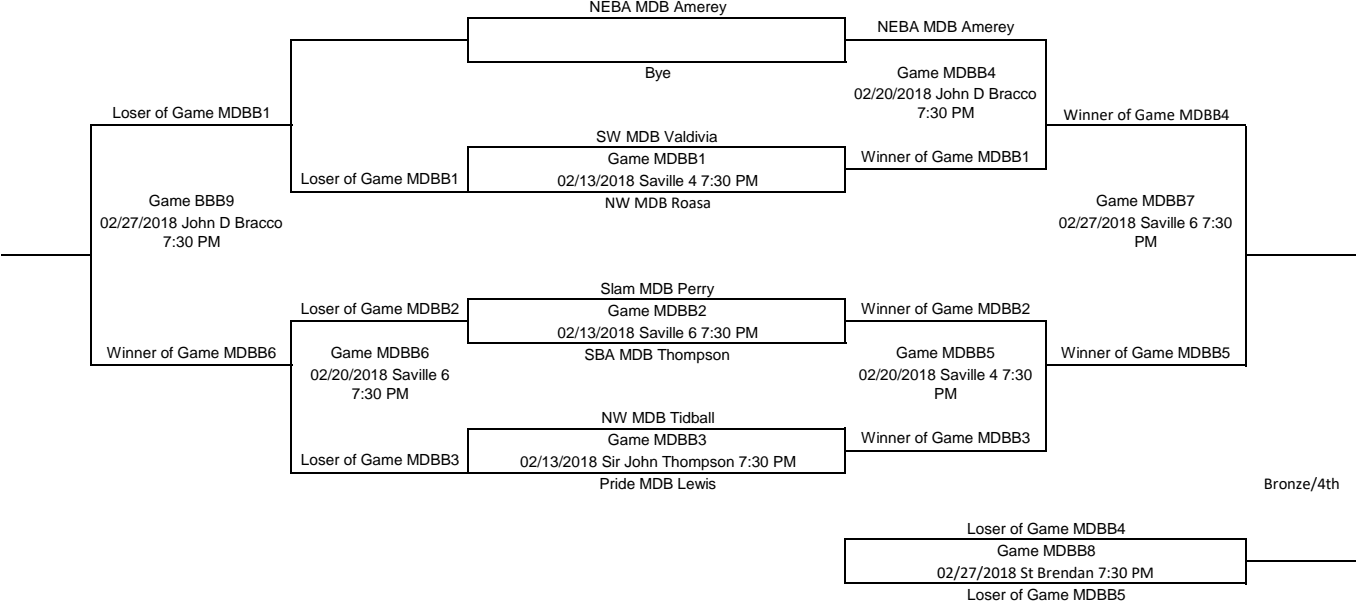 NEBA MDB Amerey
NEBA MDB Amerey
Bye
Game MDBB4
02/20/2018 John D Bracco
7:30 PM
Loser of Game MDBB1
Winner of Game MDBB4
SW MDB Valdivia
Game MDBB1
02/13/2018 Saville 4 7:30 PM
NW MDB Roasa
Winner of Game MDBB1
Loser of Game MDBB1
Game BBB9
02/27/2018 John D Bracco
7:30 PM
Game MDBB7
02/27/2018 Saville 6 7:30
PM
Slam MDB Perry
Loser of Game MDBB2
Game MDBB2
02/13/2018 Saville 6 7:30 PM
SBA MDB Thompson
Winner of Game MDBB2
Winner of Game MDBB6
Game MDBB6
02/20/2018 Saville 6
7:30 PM
Game MDBB5
02/20/2018 Saville 4 7:30
PM
Winner of Game MDBB5
NW MDB Tidball
Game MDBB3
02/13/2018 Sir John Thompson 7:30 PM
Pride MDB Lewis
Winner of Game MDBB3
Loser of Game MDBB3
Bronze/4th
Loser of Game MDBB4
Game MDBB8
02/27/2018 St Brendan 7:30 PM
Loser of Game MDBB5